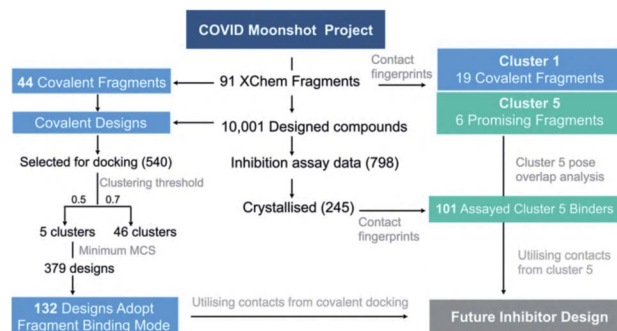 COVID Moonshot Project
44 Covalent Fragments
91 XChem Fragments
Contact
fingerprints
Cluster 1
19 Covalent Fragments
Cluster 5
6 Promising Fragments
Covalent Designs
10,001 Designed compounds
Selected for docking (540)
Inhibition assay data (798)
Cluster 5 pose
overlap analysis
Clustering threshold
0.5
0.7
Crystallised (245)
Contact
fingerprints
101 Assayed Cluster 5 Binders
5 clusters
46 clusters
Minimum MCS
379 designs
Utilising contacts
from cluster 5
132 Designs Adopt
Fragment Binding Mode
Utilising contacts from covalent docking
Future Inhibitor Design